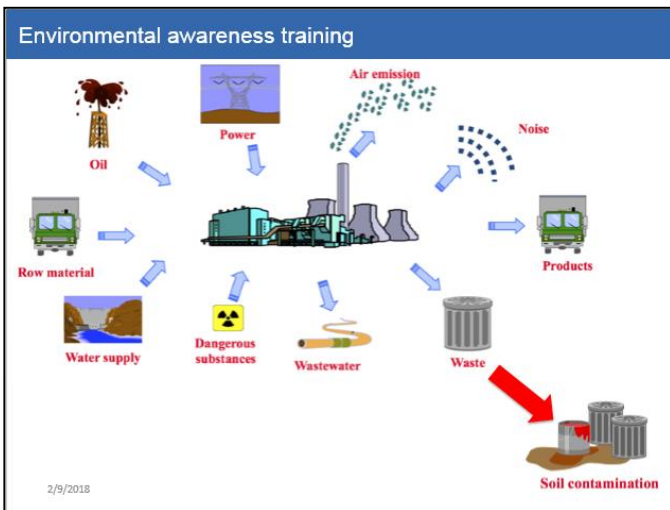 Environmental awareness training
Air emission
Oil
Power
Noise
Row material
Products
Water supply
Dangerous
substances
Wastewater
Waste
Soil contamination
2/9/2018